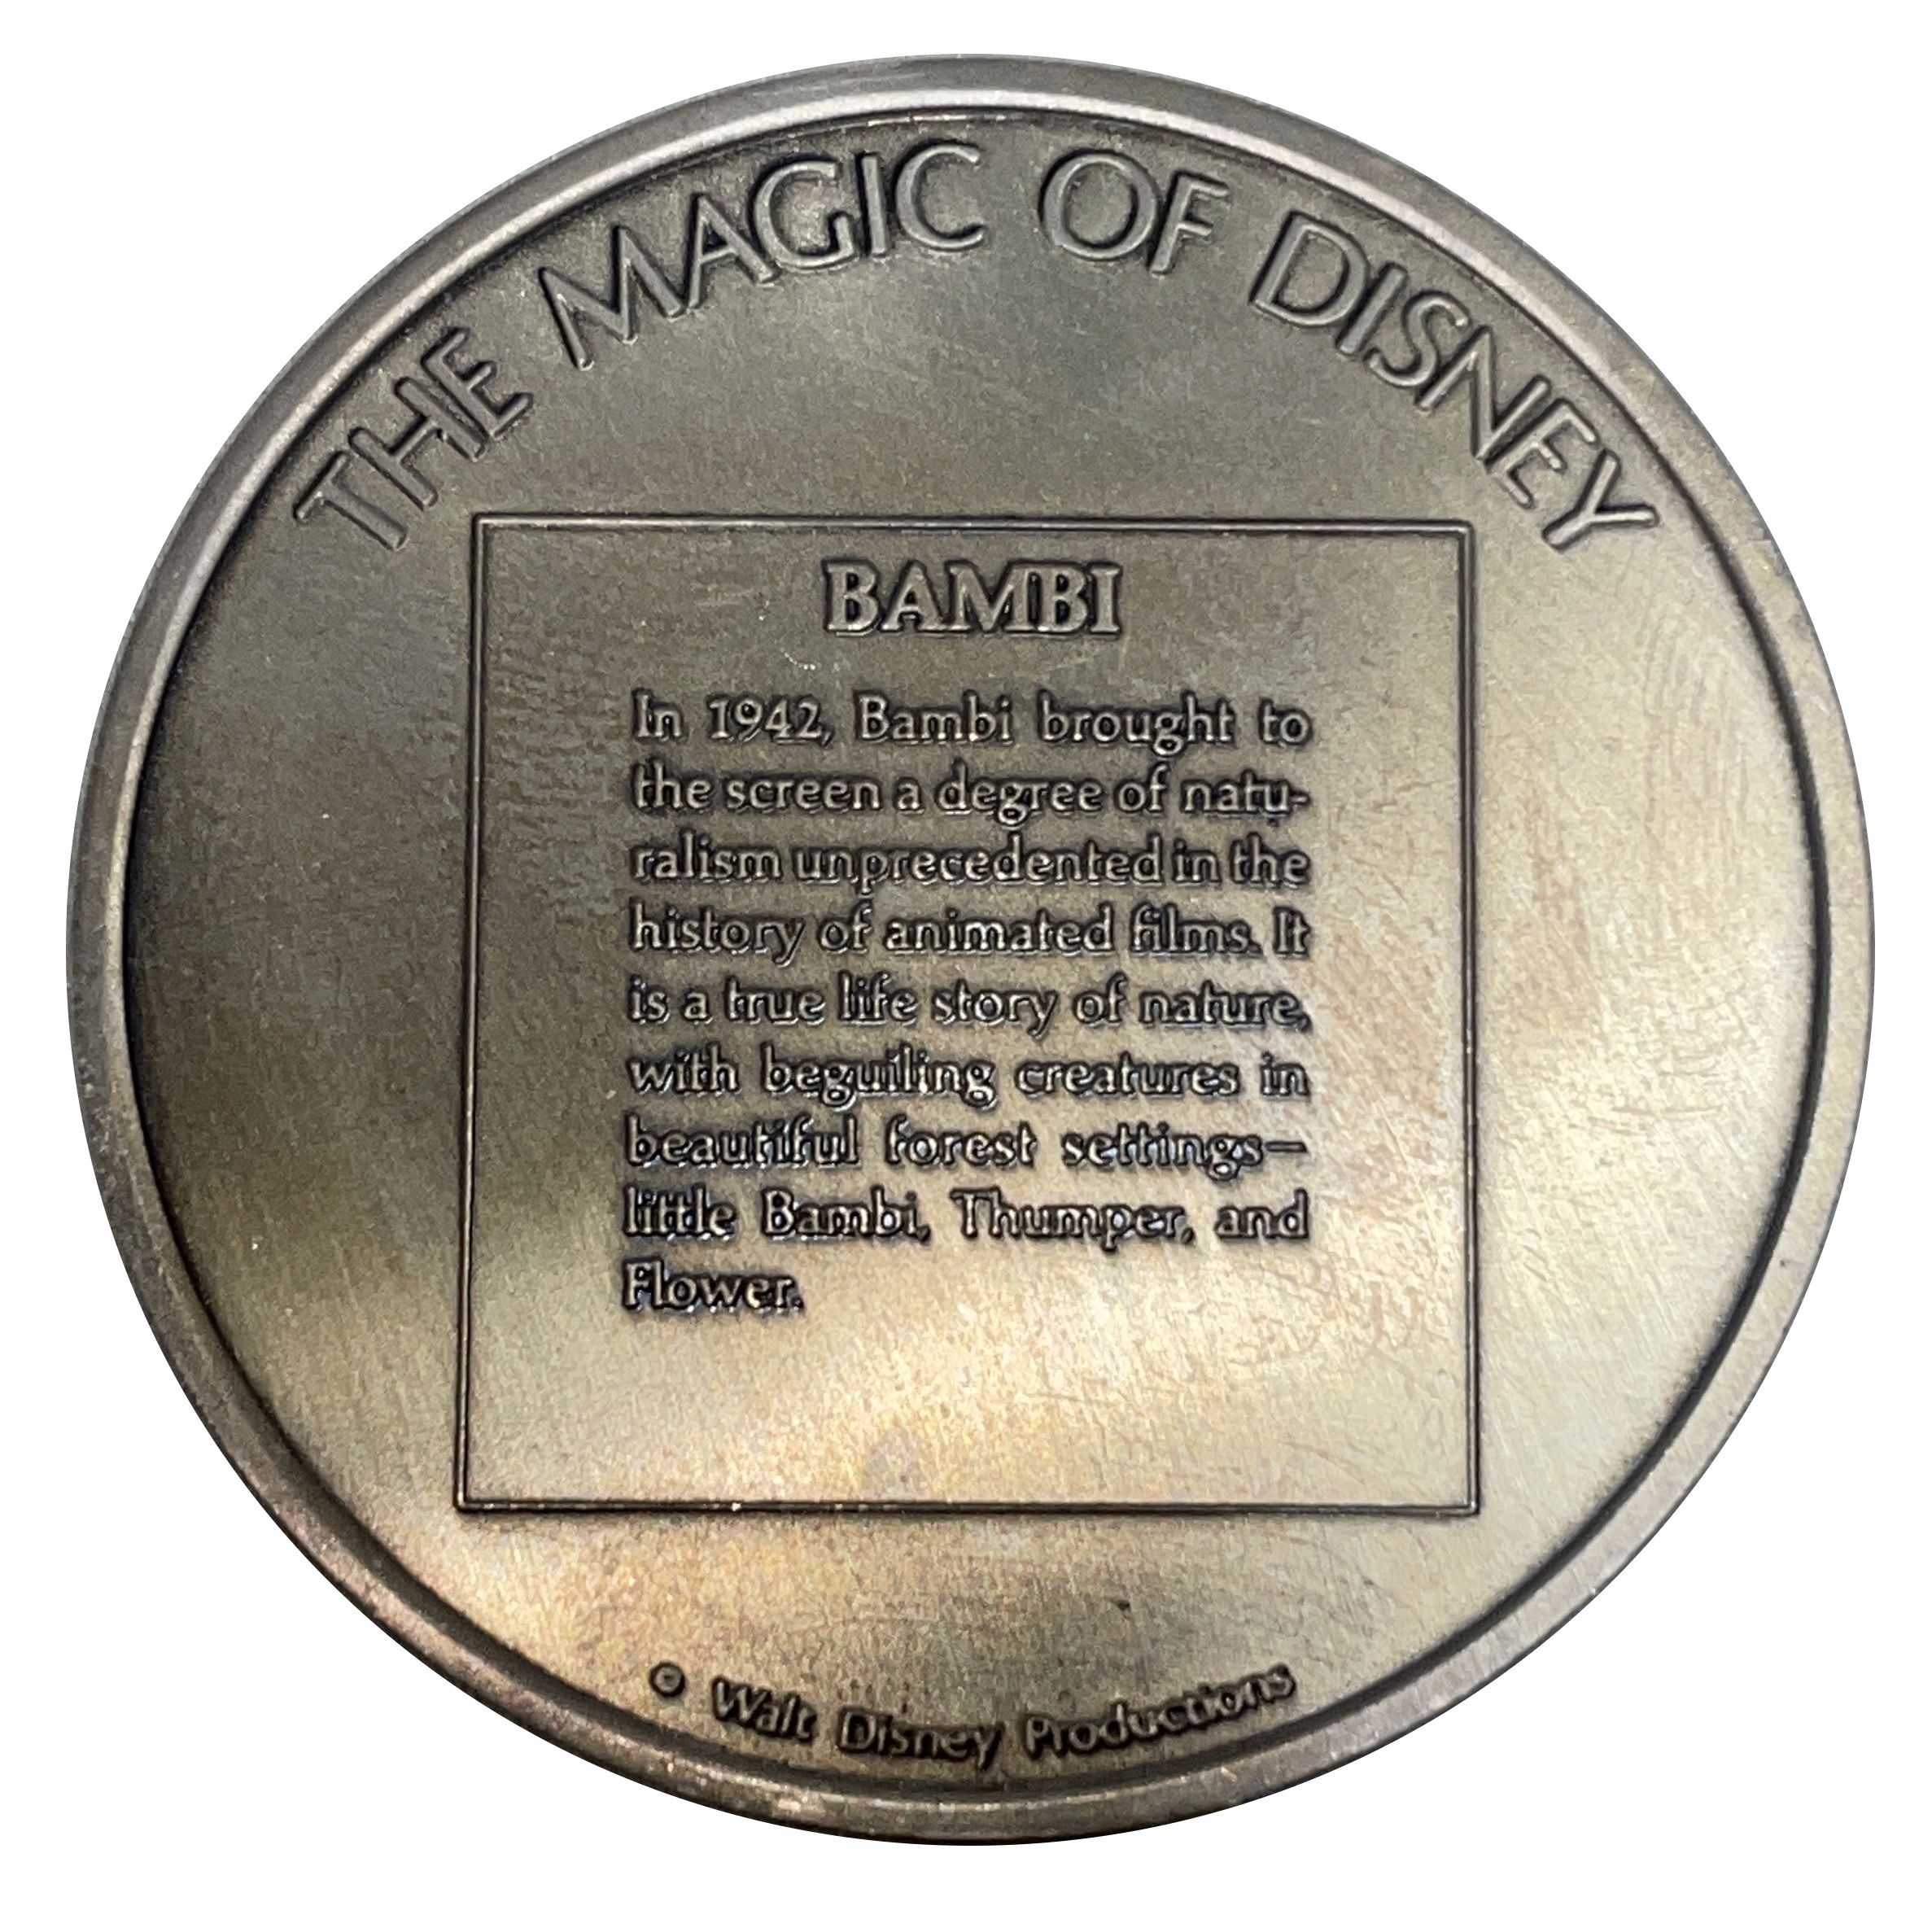 THE MAGIC OF DISNEY
BAMBI
In 1942, Bambi brought to
the screen a degree of natu-
ralism unprecedented in the
history of animated films. It
is a true life story of nature,
with beguiling creatures in
beautiful forest settings—
little Bambi, Thumper, and
Flower.
© Walt Disney Productions